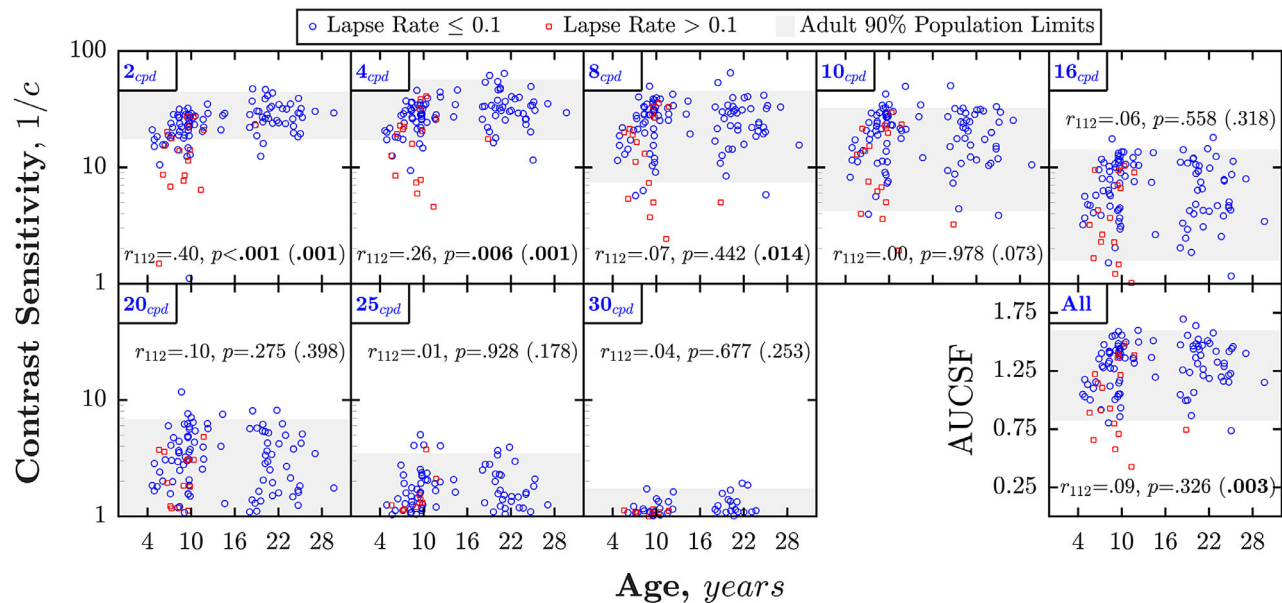 Lapse Rate ≤ 0.1 Lapse Rate > 0.1 Adult 90% Population Limits
Contrast Sensitivity, 1/c
100
10
1
2cpd
r112=.40, p<.001 (.001)
4cpd
r112=.26, p=.006 (.001)
8cpd
r112=.07, p=.442 (.014)
10cpd
r112=.00, p=.978 (.073)
16cpd
r112=.06, p=.558 (.318)
10
1
20cpd
r112=.10, p=.275 (.398)
25cpd
r112=.01, p=.928 (.178)
30cpd
r112=.04, p=.677 (.253)
AUCSF
1.75
1.25
0.75
0.25
All
r112=.09, p=.326 (.003)
4 10 16 22 28 4 10 16 22 28 4 10 16 22 28 4 10 16 22 28
Age, years